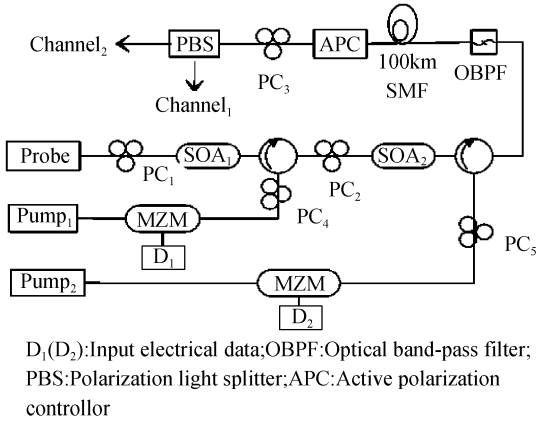 Channel2 PBS APC 100km SMF OBPF
PC3
Channel1
Probe SOA1 SOA2
PC1 PC2
Pump1 MZM PC4
D1 PC5
Pump2 MZM
D2
D1(D2):Input electrical data;OBPF:Optical band-pass filter;
PBS:Polarization light splitter;APC:Active polarization
controllor